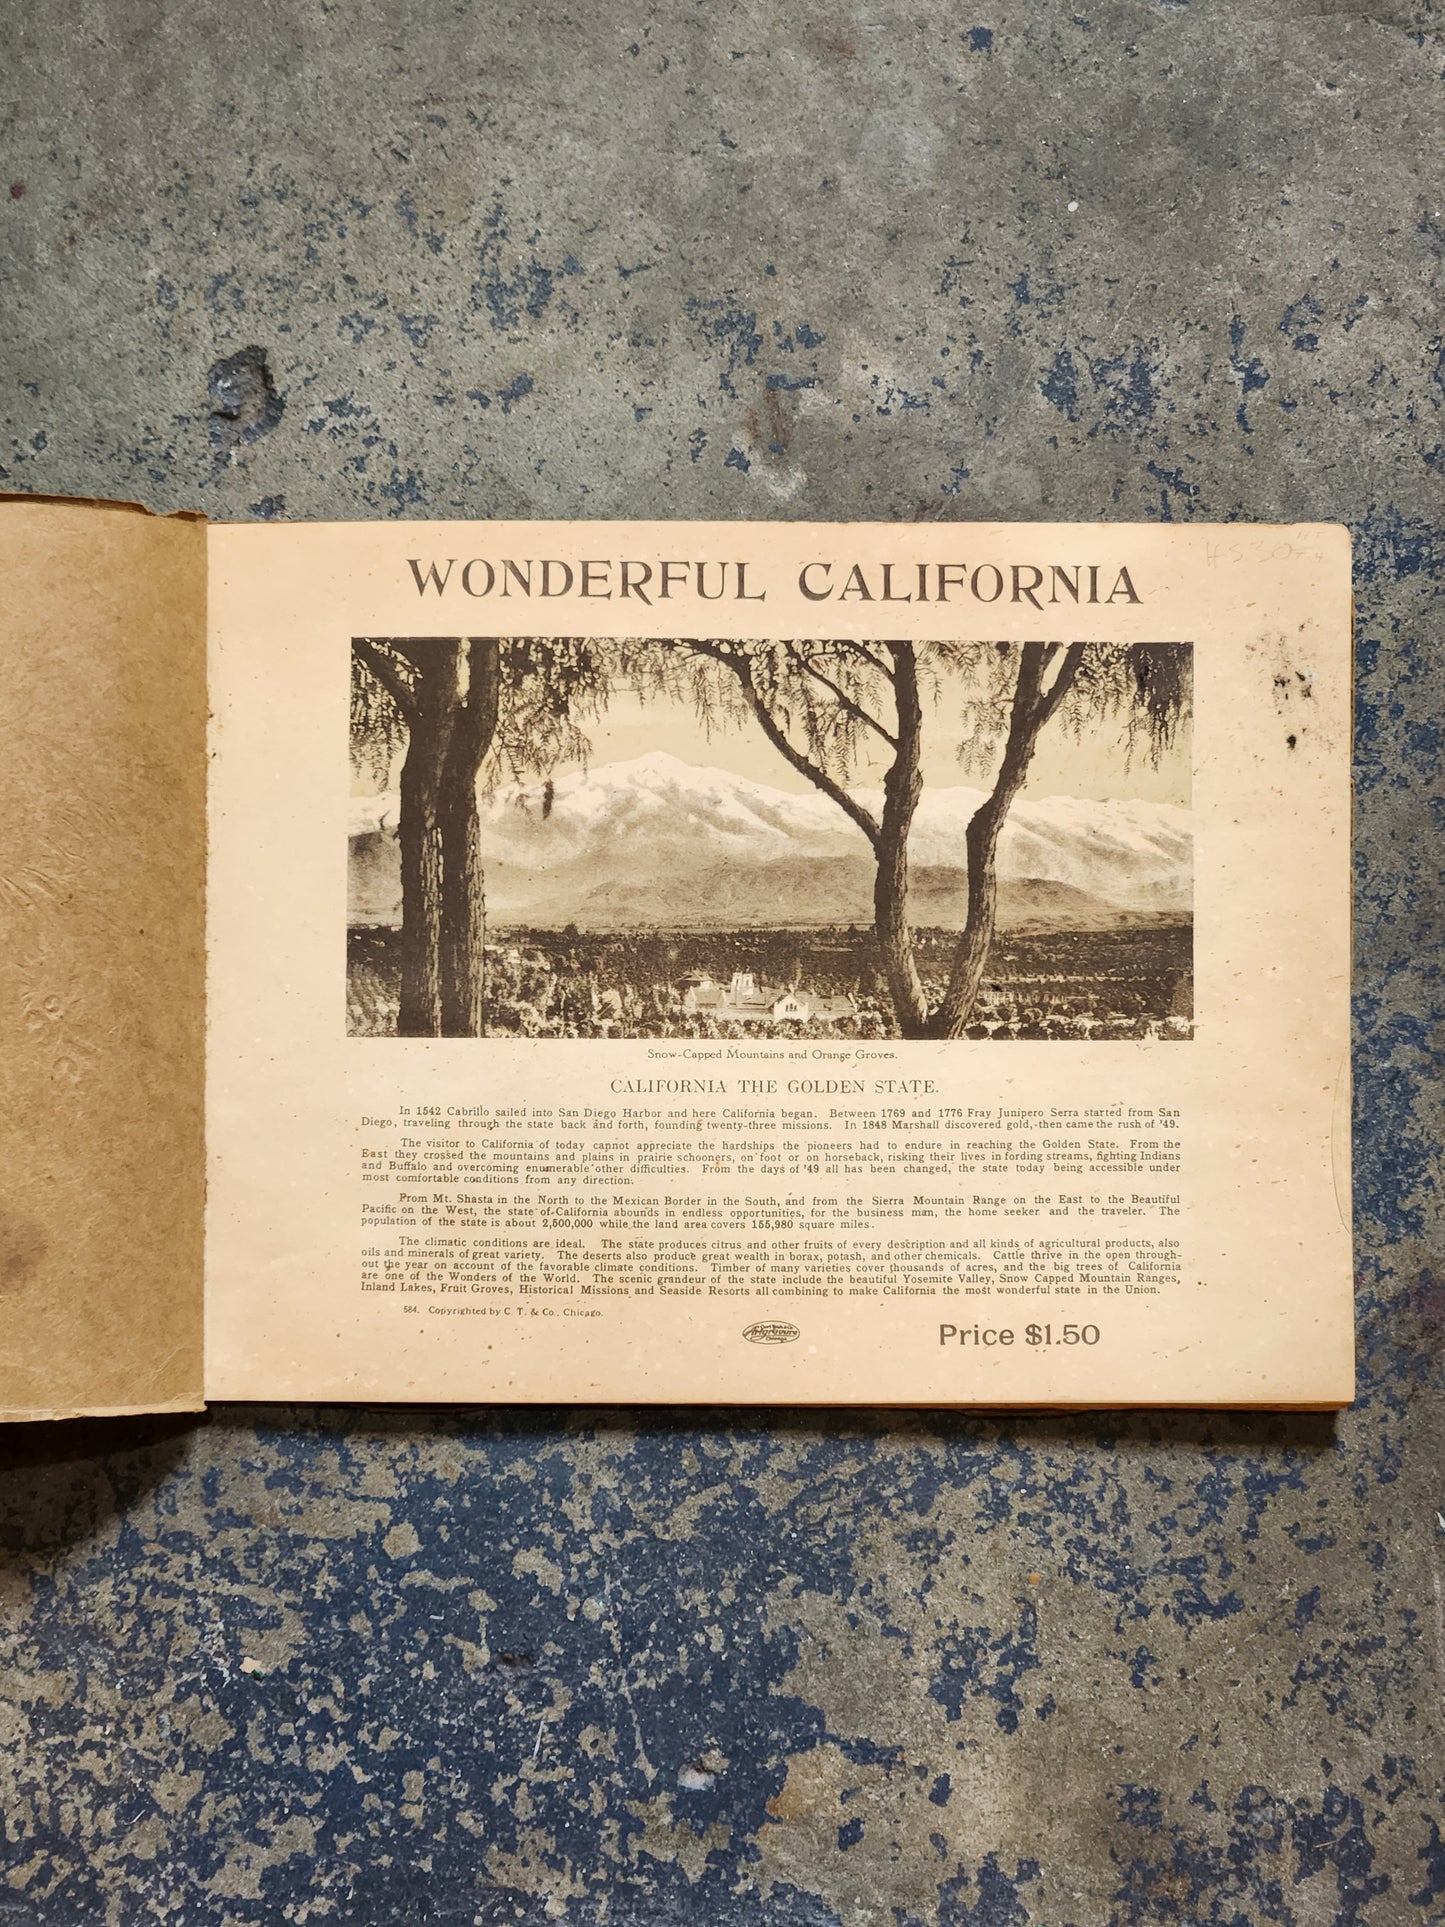 WONDERFUL CALIFORNIA
Snow-Capped Mountains and Orange Groves.
CALIFORNIA THE GOLDEN STATE.
In 1542 Cabrillo sailed into San Diego Harbor and here California began. Between 1769 and 1776 Fray Junipero Serra started from San
Diego, traveling through the state back and forth, founding twenty-three missions. In 1848 Marshall discovered gold, then came the rush of '49.
The visitor to California of today cannot appreciate the hardships the pioneers had to endure in reaching the Golden State. From the
East they crossed the mountains and plains in prairie schooners, on foot or on horseback, risking their lives in fording streams, fighting Indians
and Buffalo and overcoming enumerable other difficulties. From the days of '49 all has been changed, the state today being accessible under
most comfortable conditions from any direction.
From Mt. Shasta in the North to the Mexican Border in the South, and from the Sierra Mountain Range on the East to the Beautiful
Pacific on the West, the state of California abounds in endless opportunities, for the business man, the home seeker and the traveler. The
population of the state is about 2,500,000 while the land area covers 155,980 square miles.
The climatic conditions are ideal. The state produces citrus and other fruits of every description and all kinds of agricultural products, also
oils and minerals of great variety. The deserts also produce great wealth in borax, potash, and other chemicals. Cattle thrive in the open through-
out the year on account of the favorable climate conditions. Timber of many varieties cover thousands of acres, and the big trees of California
are one of the Wonders of the World. The scenic grandeur of the state include the beautiful Yosemite Valley, Snow Capped Mountain Ranges,
Inland Lakes, Fruit Groves, Historical Missions and Seaside Resorts all combining to make California the most wonderful state in the Union.
584. Copyrighted by C. T. & Co., Chicago.
Artgravure
Chicago
Price $1.50